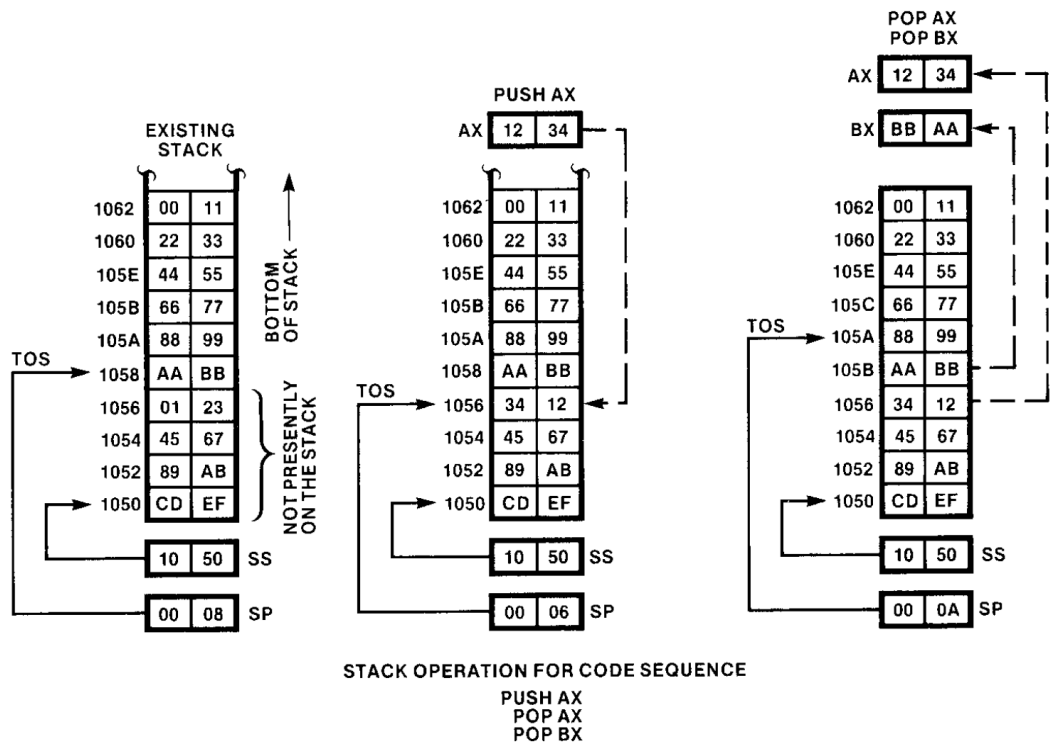 EXISTING
STACK
1062 00 11
1060 22 33
105E 44 55
105B 66 77
105A 88 99
TOS
1058 AA BB
1056 01 23
1054 45 67
1052 89 AB
1050 CD EF
BOTTOM
OF STACK
NOT PRESENTLY
ON THE STACK
10 50 SS
00 08 SP
PUSH AX
AX 12 34
1062 00 11
1060 22 33
105E 44 55
105B 66 77
105A 88 99
1058 AA BB
TOS
1056 34 12
1054 45 67
1052 89 AB
1050 CD EF
10 50 SS
00 06 SP
POP AX
POP BX
AX 12 34
BX BB AA
1062 00 11
1060 22 33
105E 44 55
105C 66 77
TOS
105A 88 99
105B AA BB
1056 34 12
1054 45 67
1052 89 AB
1050 CD EF
10 50 SS
00 0A SP
STACK OPERATION FOR CODE SEQUENCE
PUSH AX
POP AX
POP BX